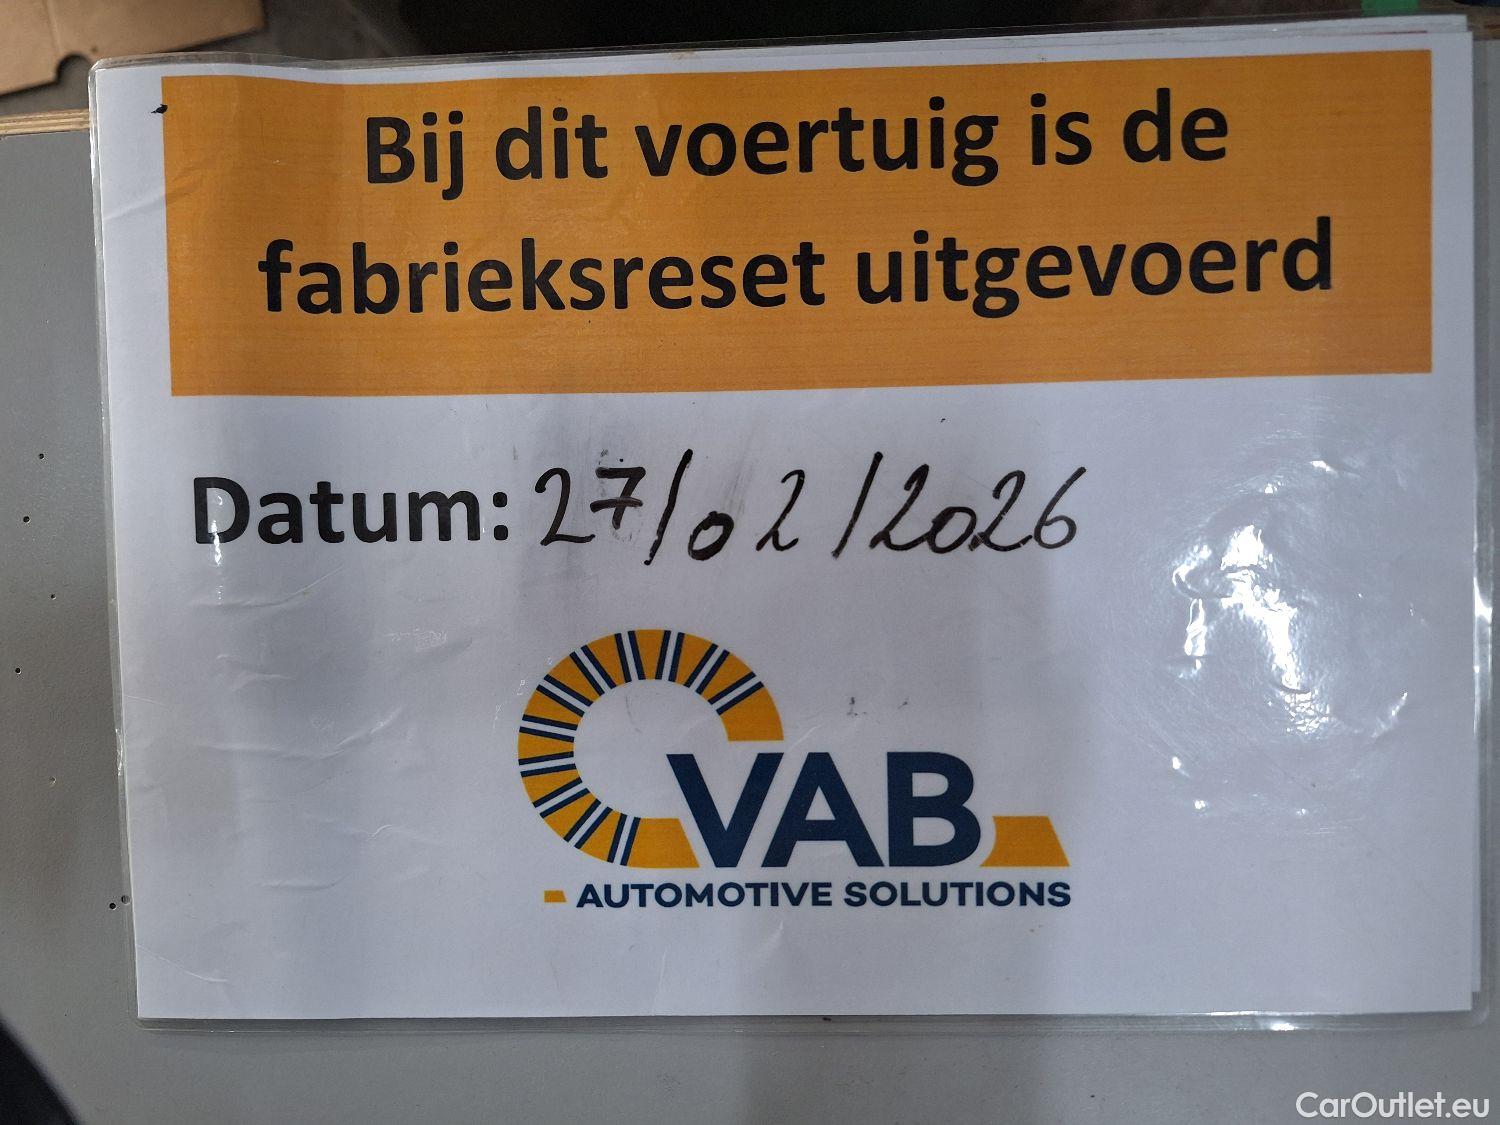 Bij dit voertuig is de
fabrieksreset uitgevoerd
Datum: 27/02/2026
VAB
AUTOMOTIVE SOLUTIONS
CarOutlet.eu